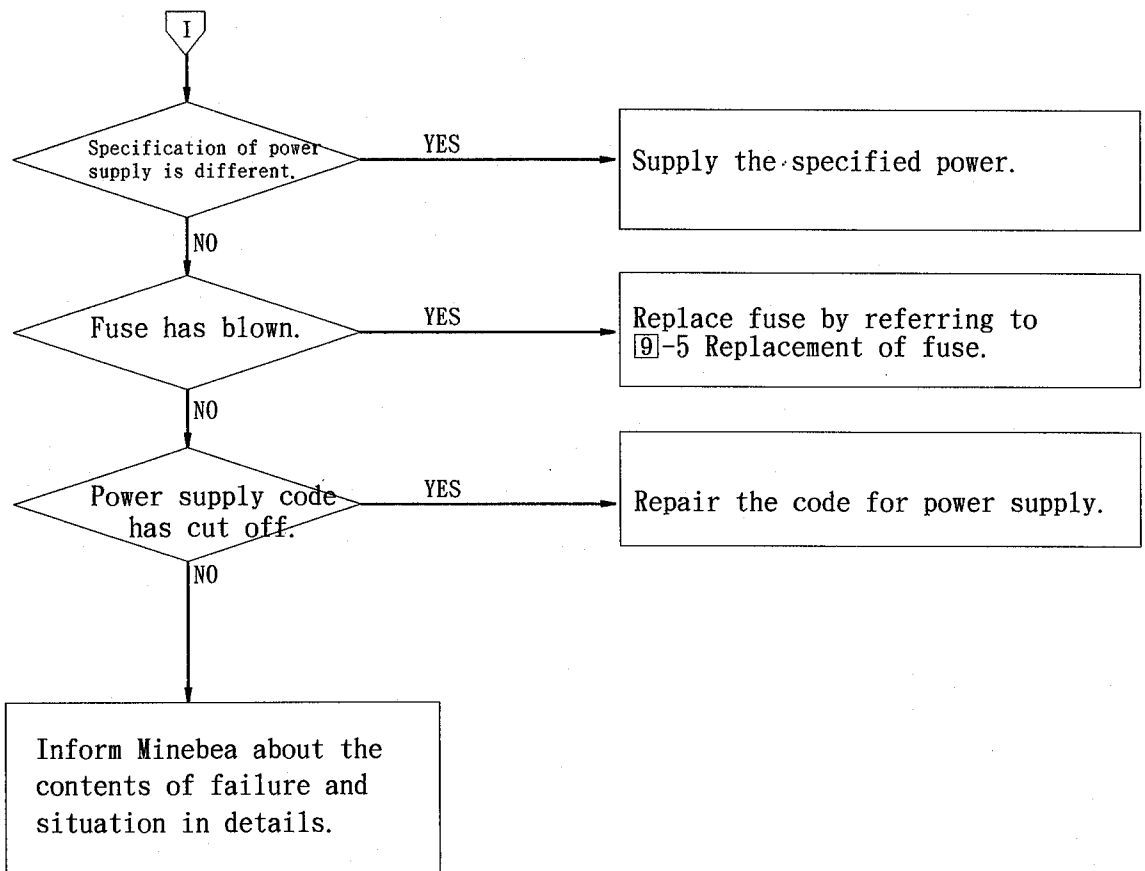 I
Specification of power
supply is different.
YES
Supply the specified power.
NO
Fuse has blown.
YES
Replace fuse by referring to
9-5 Replacement of fuse.
NO
Power supply code
has cut off.
YES
Repair the code for power supply.
NO
Inform Minebea about the
contents of failure and
situation in details.